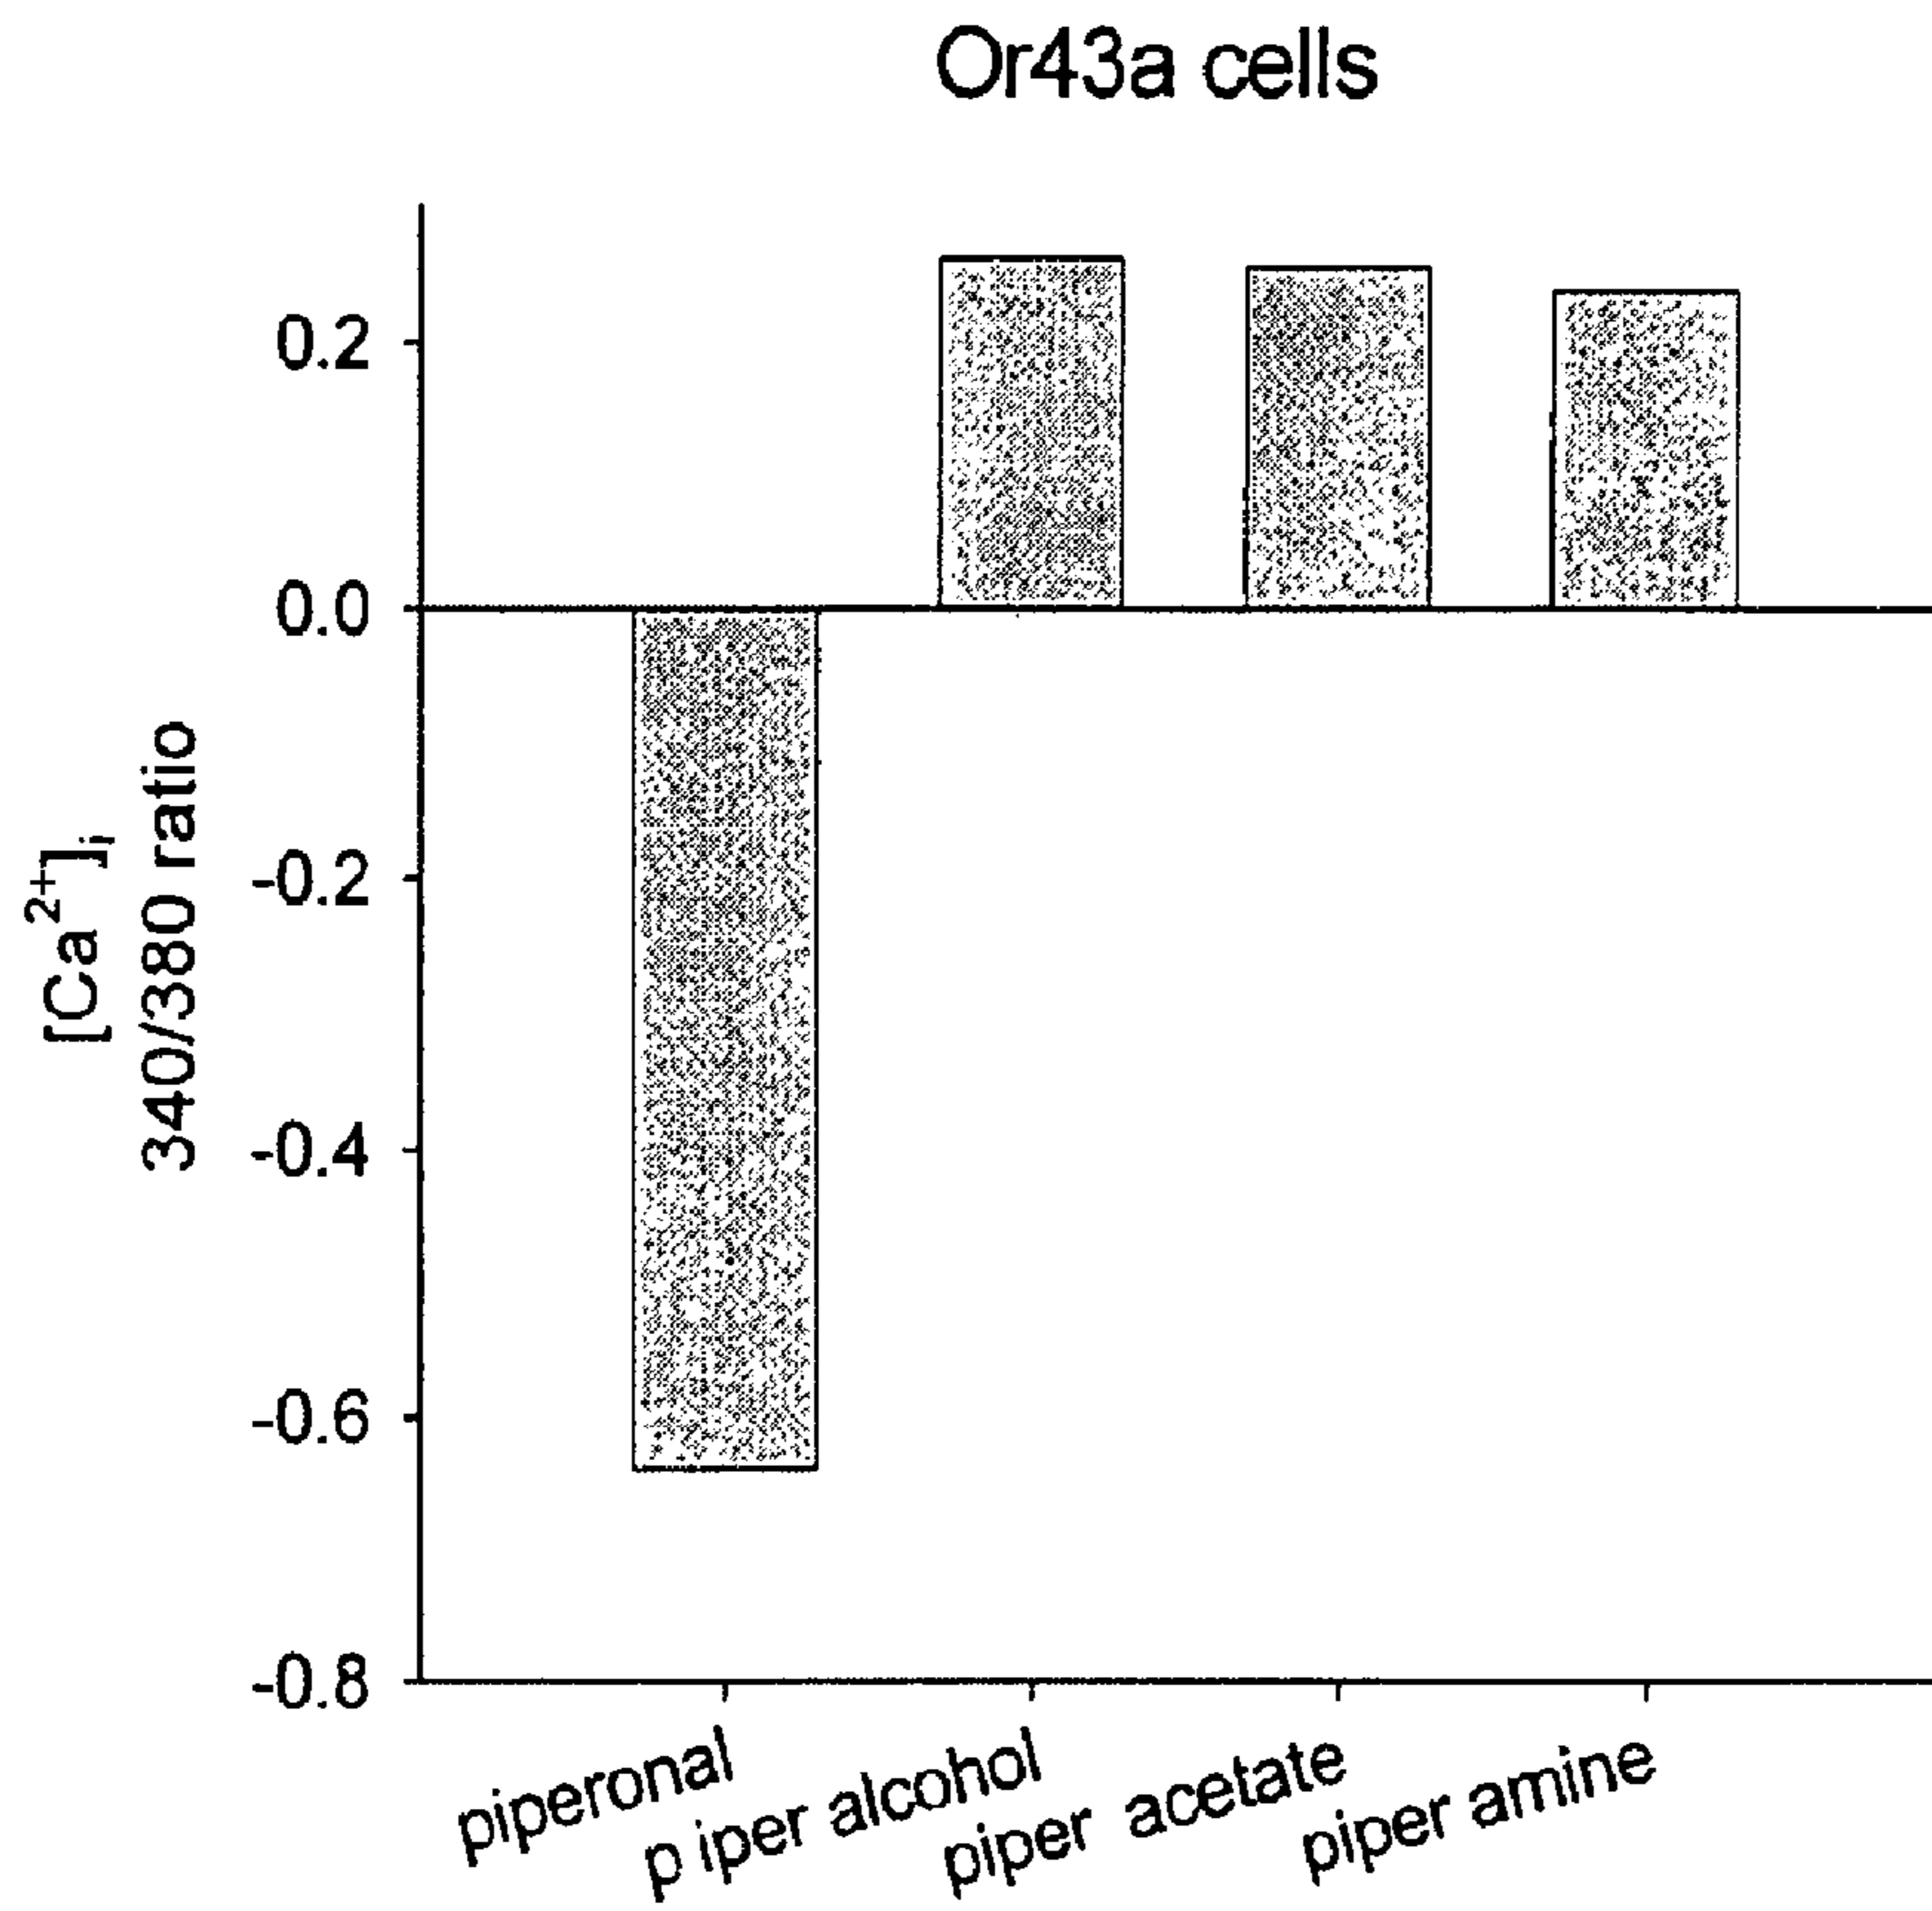 Or43a cells
[Ca²⁺]ᵢ
340/380 ratio
0.2
0.0
-0.2
-0.4
-0.6
-0.8
piperonal
p iper alcohol
piper acetate
piper amine